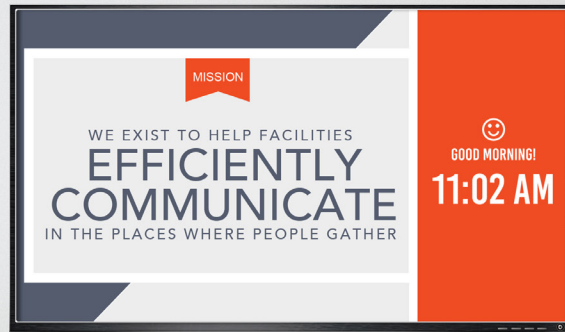 MISSION
WE EXIST TO HELP FACILITIES
EFFICIENTLY
COMMUNICATE
IN THE PLACES WHERE PEOPLE GATHER
GOOD MORNING!
11:02 AM